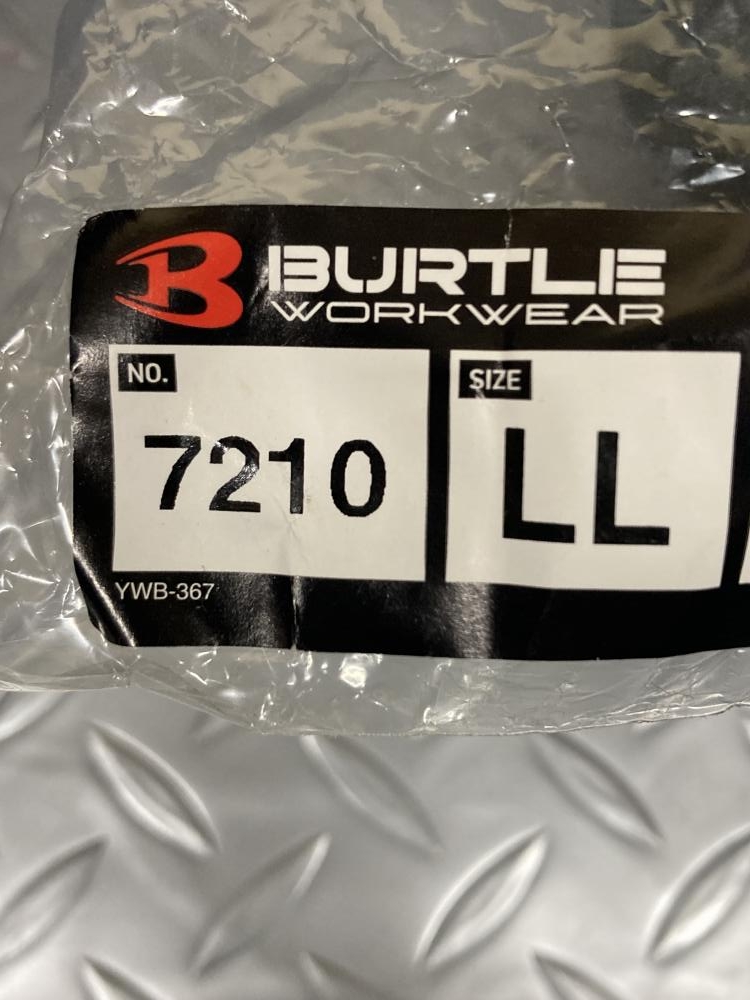 BURTLE
WORKWEAR
NO.
7210
SIZE
LL
YWB-367